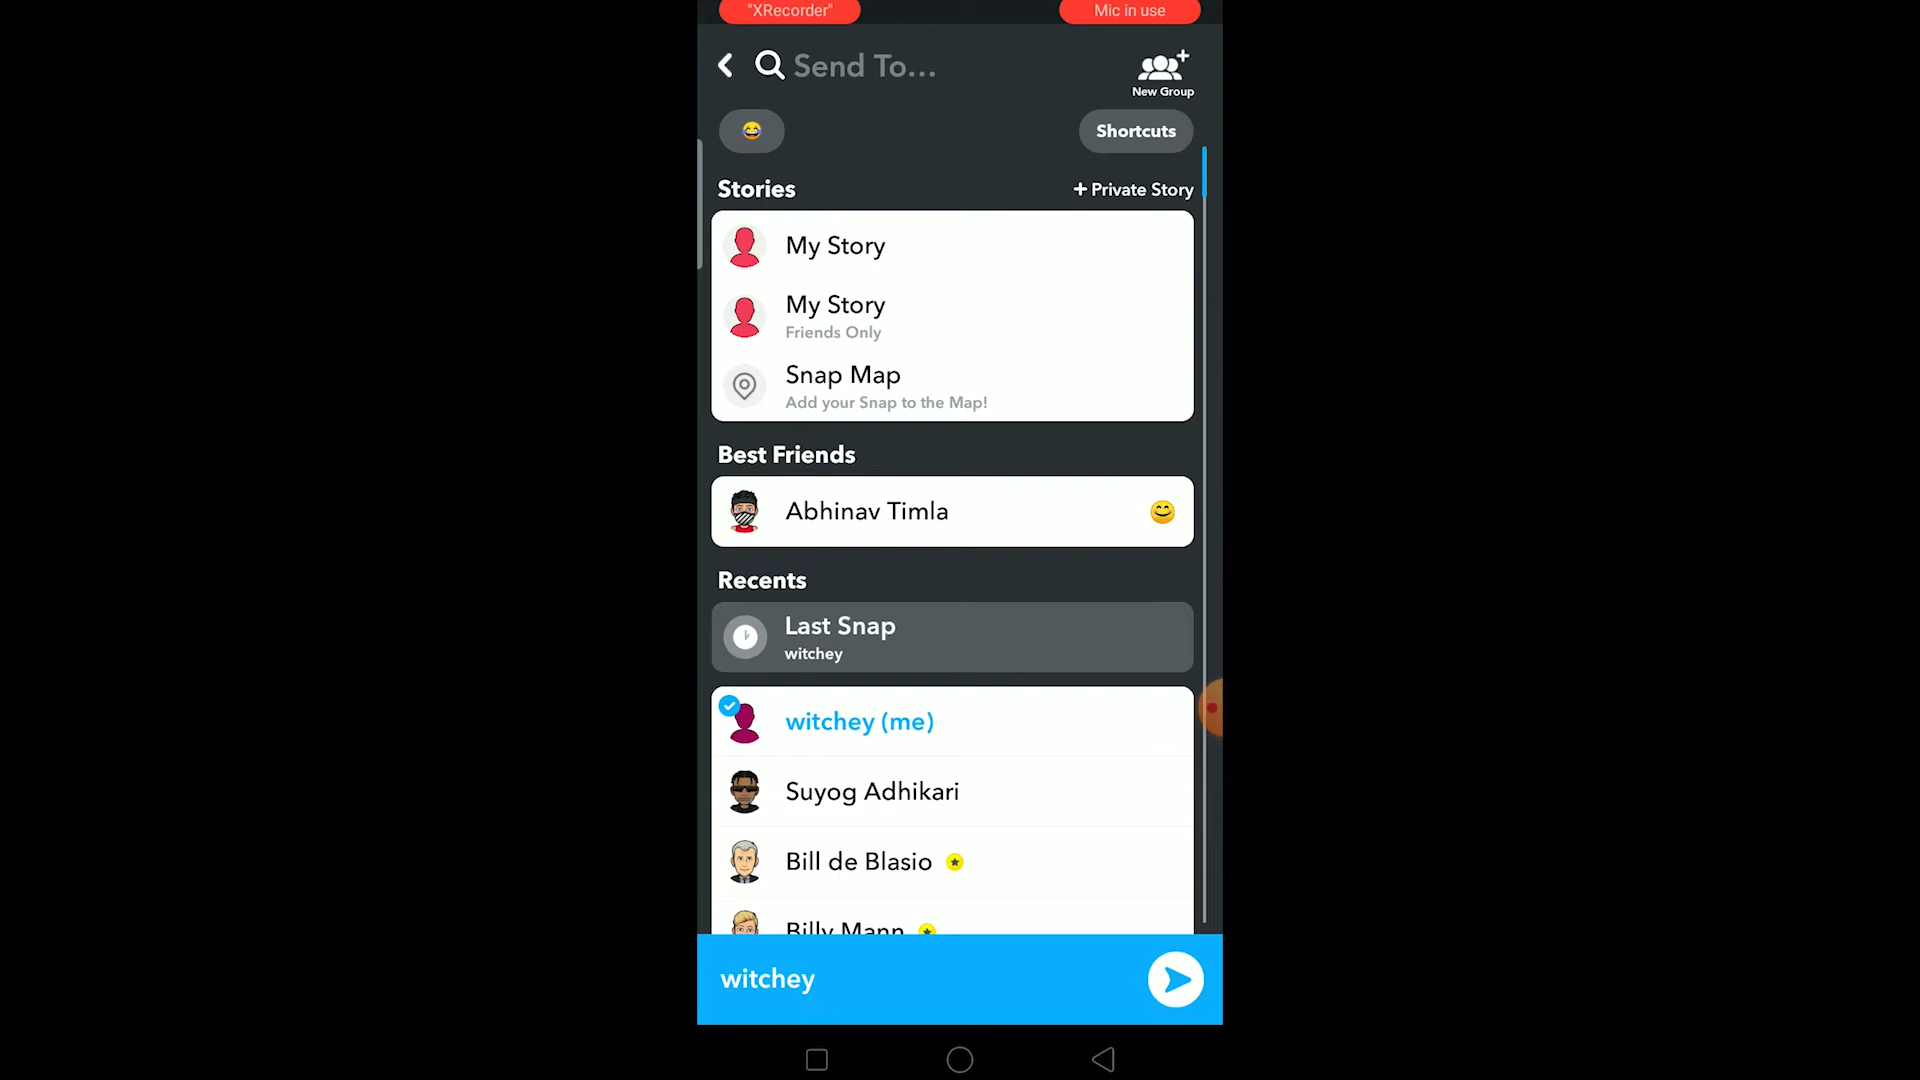 "XRecorder"
Mic in use
Send To...
New Group
Shortcuts
Stories
+ Private Story
My Story
My Story
Friends Only
Snap Map
Add your Snap to the Map!
Best Friends
Abhinav Timla
Recents
Last Snap
witchey
witchey (me)
Suyog Adhikari
Bill de Blasio
Billy Mann
witchey